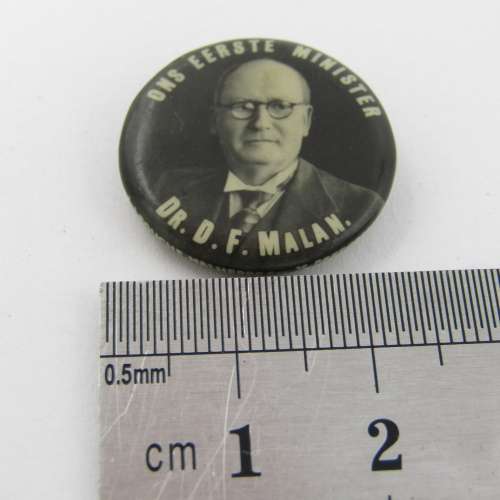 ONS EERSTE MINISTER
DR. D. F. MALAN.
0.5mm
cm 1 2